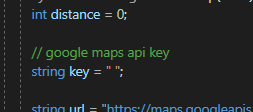 int distance = 0;
// google maps api key
string key = " ";
string url = "https://maps.googleapis